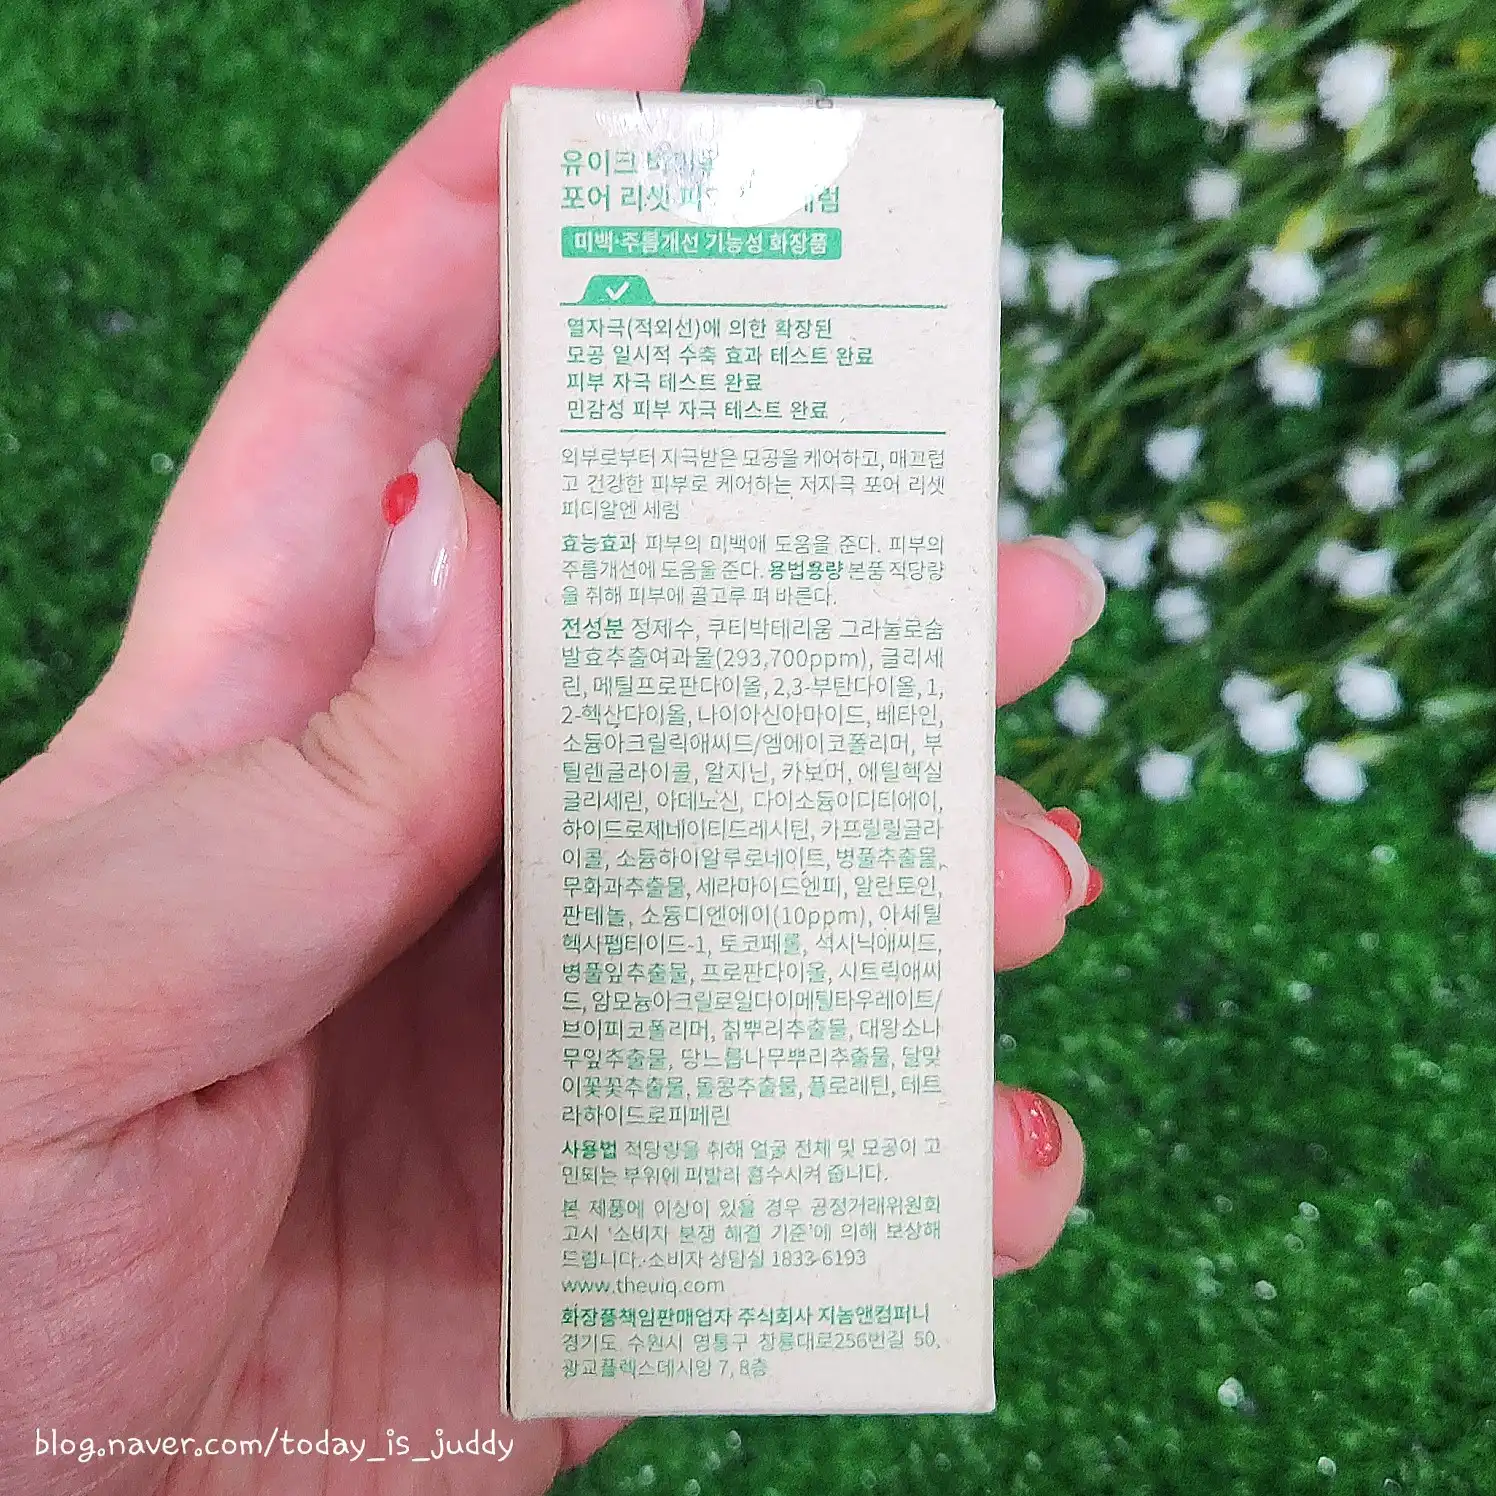 유이크
포어 리셋
미백·주름개선 기능성 화장품
열자극(적외선)에 의한 확장된
모공 일시적 수축 효과 테스트 완료
피부 자극 테스트 완료
민감성 피부 자극 테스트 완료
외부로부터 자극받은 모공을 케어하고, 매끄럽
고 건강한 피부로 케어하는 저자극 포어 리셋
피디알엔 세럼
효능효과 피부의 미백에 도움을 준다. 피부의
주름개선에 도움을 준다. 용법용량 본품 적당량
을 취해 피부에 골고루 펴 바른다.
전성분 정제수, 쿠티박테리움 그라눌로숨
발효추출여과물(293,700ppm), 글리세
린, 메틸프로판다이올, 2,3-부탄다이올, 1,
2-헥산다이올, 나이아신아마이드, 베타인,
소듐아크릴릭애씨드/엠에이코폴리머, 부
틸렌글라이콜, 알지닌, 카보머, 에틸헥실
글리세린, 아데노신, 다이소듐이디티에이,
하이드로제네이티드레시틴, 카프릴릴글라
이콜, 소듐하이알루로네이트, 병풀추출물,
무화과추출물, 세라마이드엔피, 알란토인,
판테놀, 소듐디엔에이(10ppm), 아세틸
헥사펩타이드-1, 토코페롤, 석시닉애씨드,
병풀잎추출물, 프로판다이올, 시트릭애씨
드, 암모늄아크릴로일다이메틸타우레이트/
브이피코폴리머, 칡뿌리추출물, 대왕소나
무잎추출물, 당느릅나무뿌리추출물, 달맞
이꽃꽃추출물, 돌콩추출물, 플로레틴, 테트
라하이드로피페린
사용법 적당량을 취해 얼굴 전체 및 모공이 고
민되는 부위에 펴발라 흡수시켜 줍니다.
본 제품에 이상이 있을 경우 공정거래위원회
고시 '소비자 분쟁 해결 기준'에 의해 보상해
드립니다.·소비자 상담실 1833-6193
www.theuiq.com
화장품책임판매업자 주식회사 지놈앤컴퍼니
경기도 수원시 영통구 창룡대로256번길 50,
광교플렉스데시앙 7, 8층
blog.naver.com/today_is_juddy